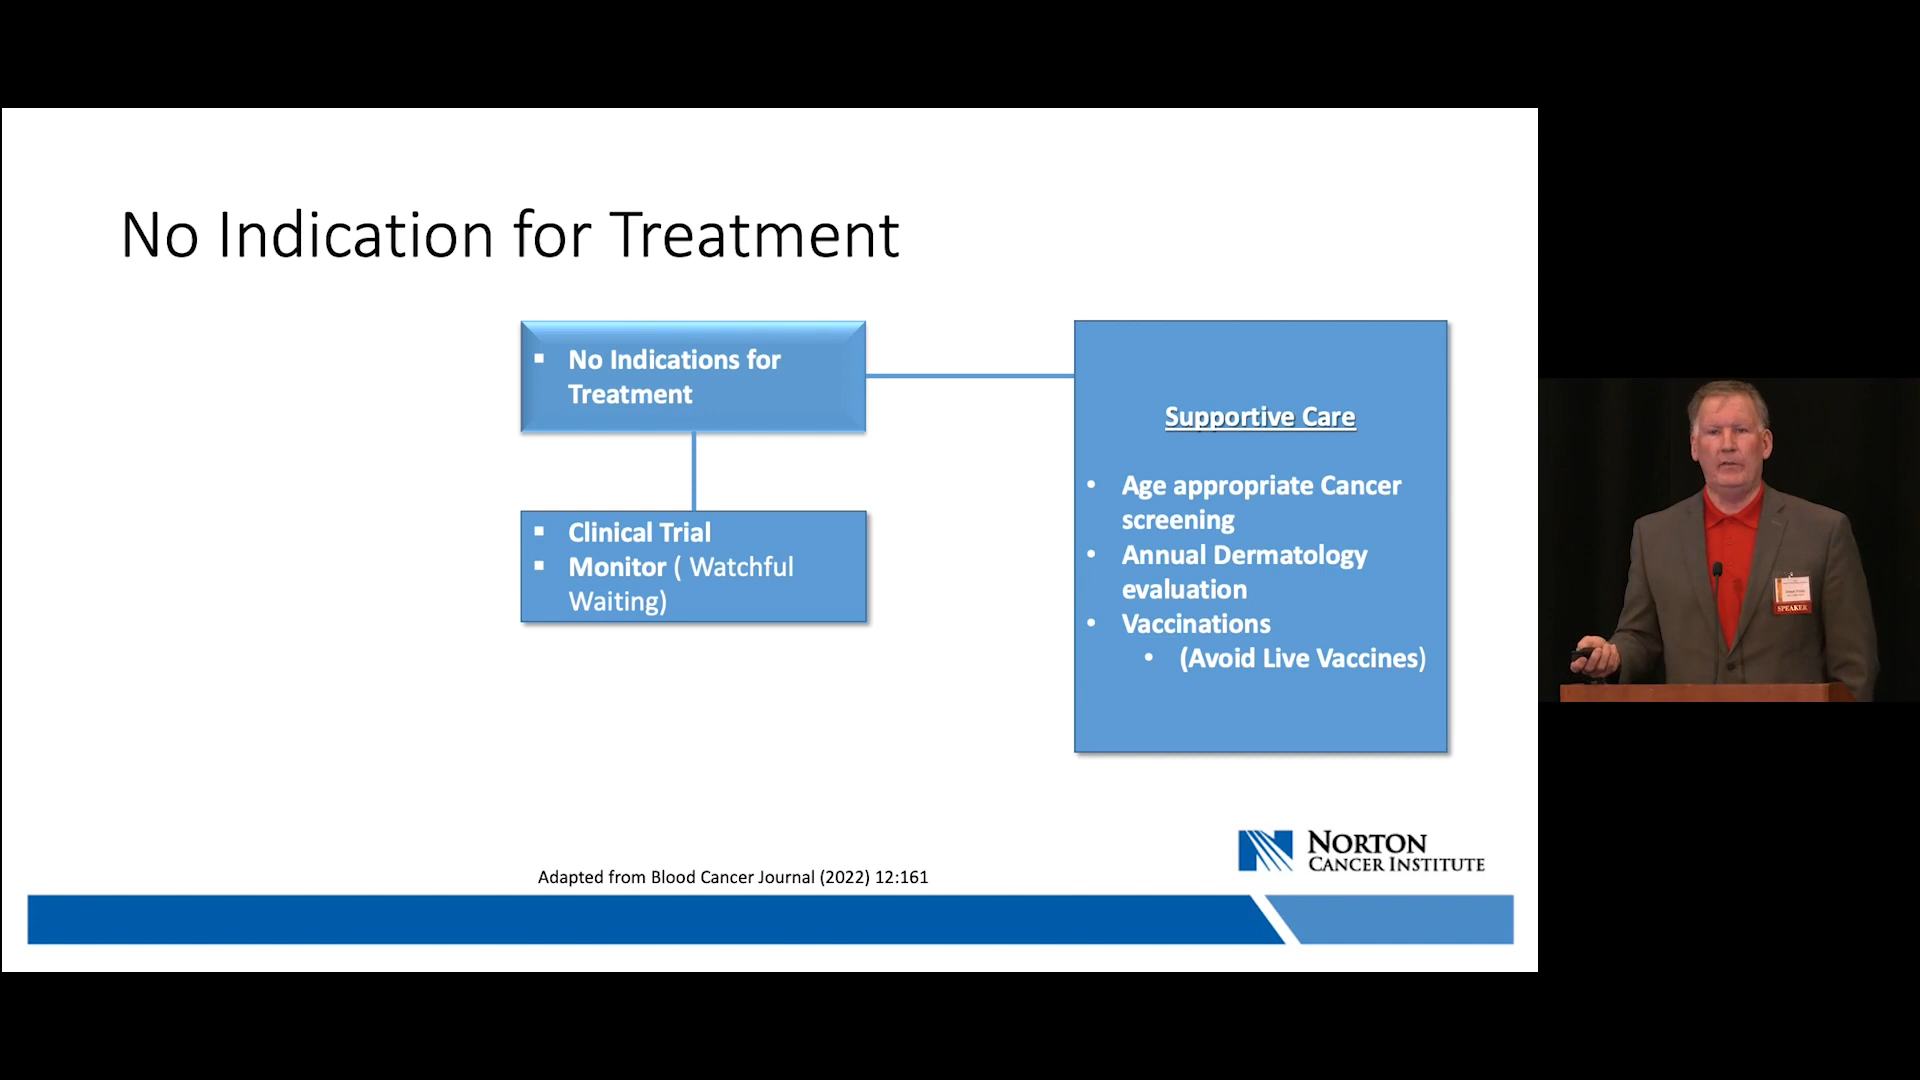 No Indication for Treatment
▪ No Indications for
Treatment
▪ Clinical Trial
▪ Monitor ( Watchful
Waiting)
Supportive Care
• Age appropriate Cancer
screening
• Annual Dermatology
evaluation
• Vaccinations
• (Avoid Live Vaccines)
Adapted from Blood Cancer Journal (2022) 12:161
NORTON
CANCER INSTITUTE
SPEAKER